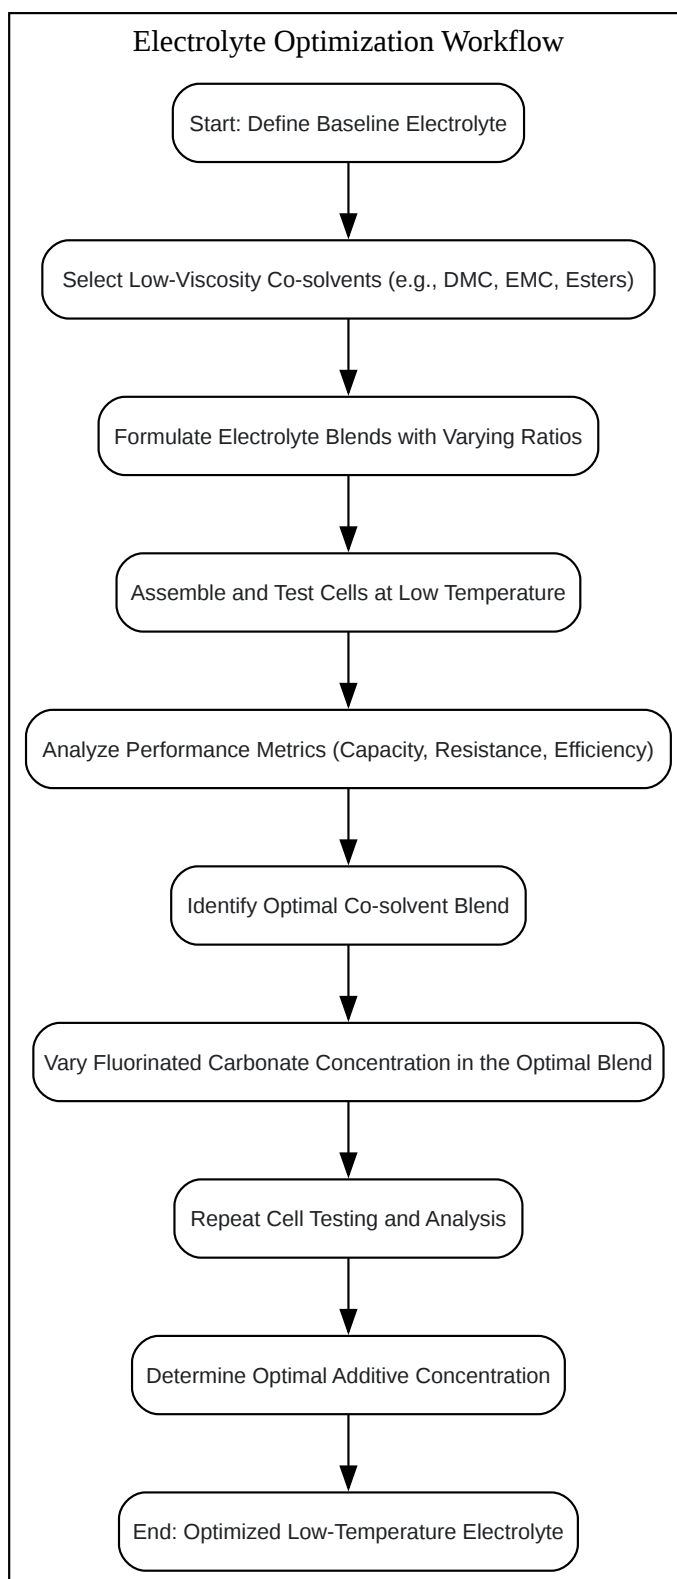 Electrolyte Optimization Workflow
Start: Define Baseline Electrolyte
Select Low-Viscosity Co-solvents (e.g., DMC, EMC, Esters)
Formulate Electrolyte Blends with Varying Ratios
Assemble and Test Cells at Low Temperature
Analyze Performance Metrics (Capacity, Resistance, Efficiency)
Identify Optimal Co-solvent Blend
Vary Fluorinated Carbonate Concentration in the Optimal Blend
Repeat Cell Testing and Analysis
Determine Optimal Additive Concentration
End: Optimized Low-Temperature Electrolyte